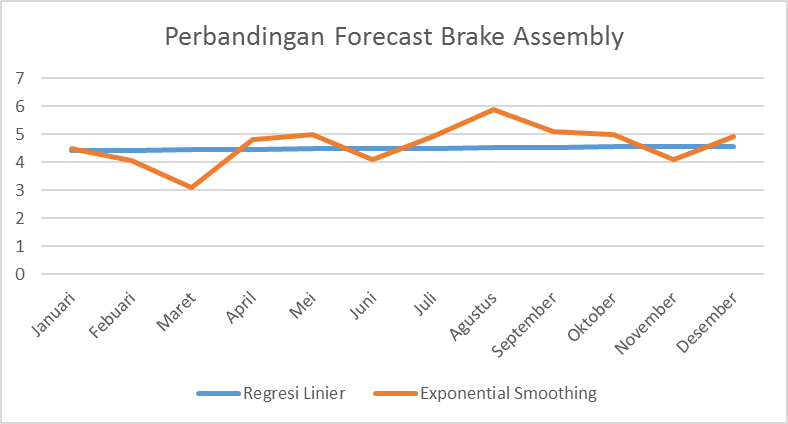 Perbandingan Forecast Brake Assembly
7
6
5
4
3
2
1
0
Januari
Febuari
Maret
April
Mei
Juni
Juli
Agustus
September
Oktober
November
Desember
Regresi Linier
Exponential Smoothing